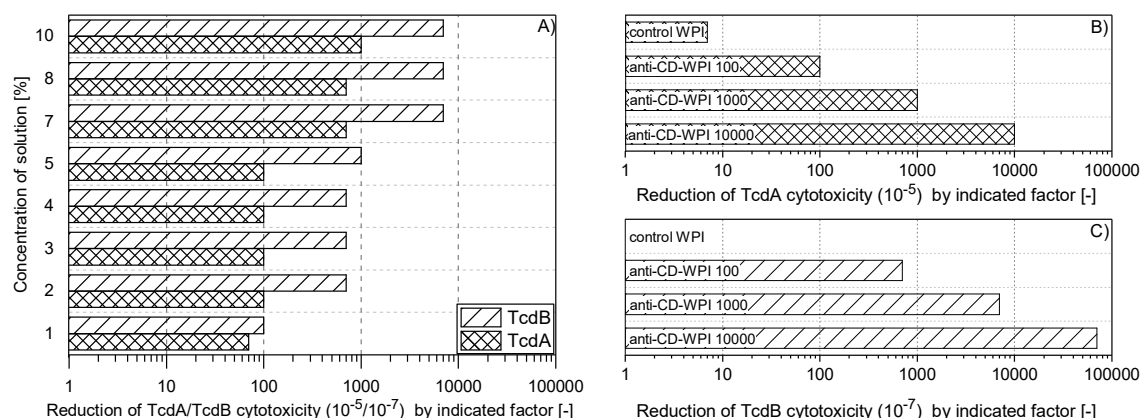 A)
Concentration of solution [%]
10
8
7
5
4
3
2
1
TcdB
TcdA
1 10 100 1000 10000 100000
Reduction of TcdA/TcdB cytotoxicity (10⁻⁵/10⁻⁷) by indicated factor [-]
B)
control WPI
anti-CD-WPI 100
anti-CD-WPI 1000
anti-CD-WPI 10000
1 10 100 1000 10000 100000
Reduction of TcdA cytotoxicity (10⁻⁵) by indicated factor [-]
C)
control WPI
anti-CD-WPI 100
anti-CD-WPI 1000
anti-CD-WPI 10000
1 10 100 1000 10000 100000
Reduction of TcdB cytotoxicity (10⁻⁷) by indicated factor [-]